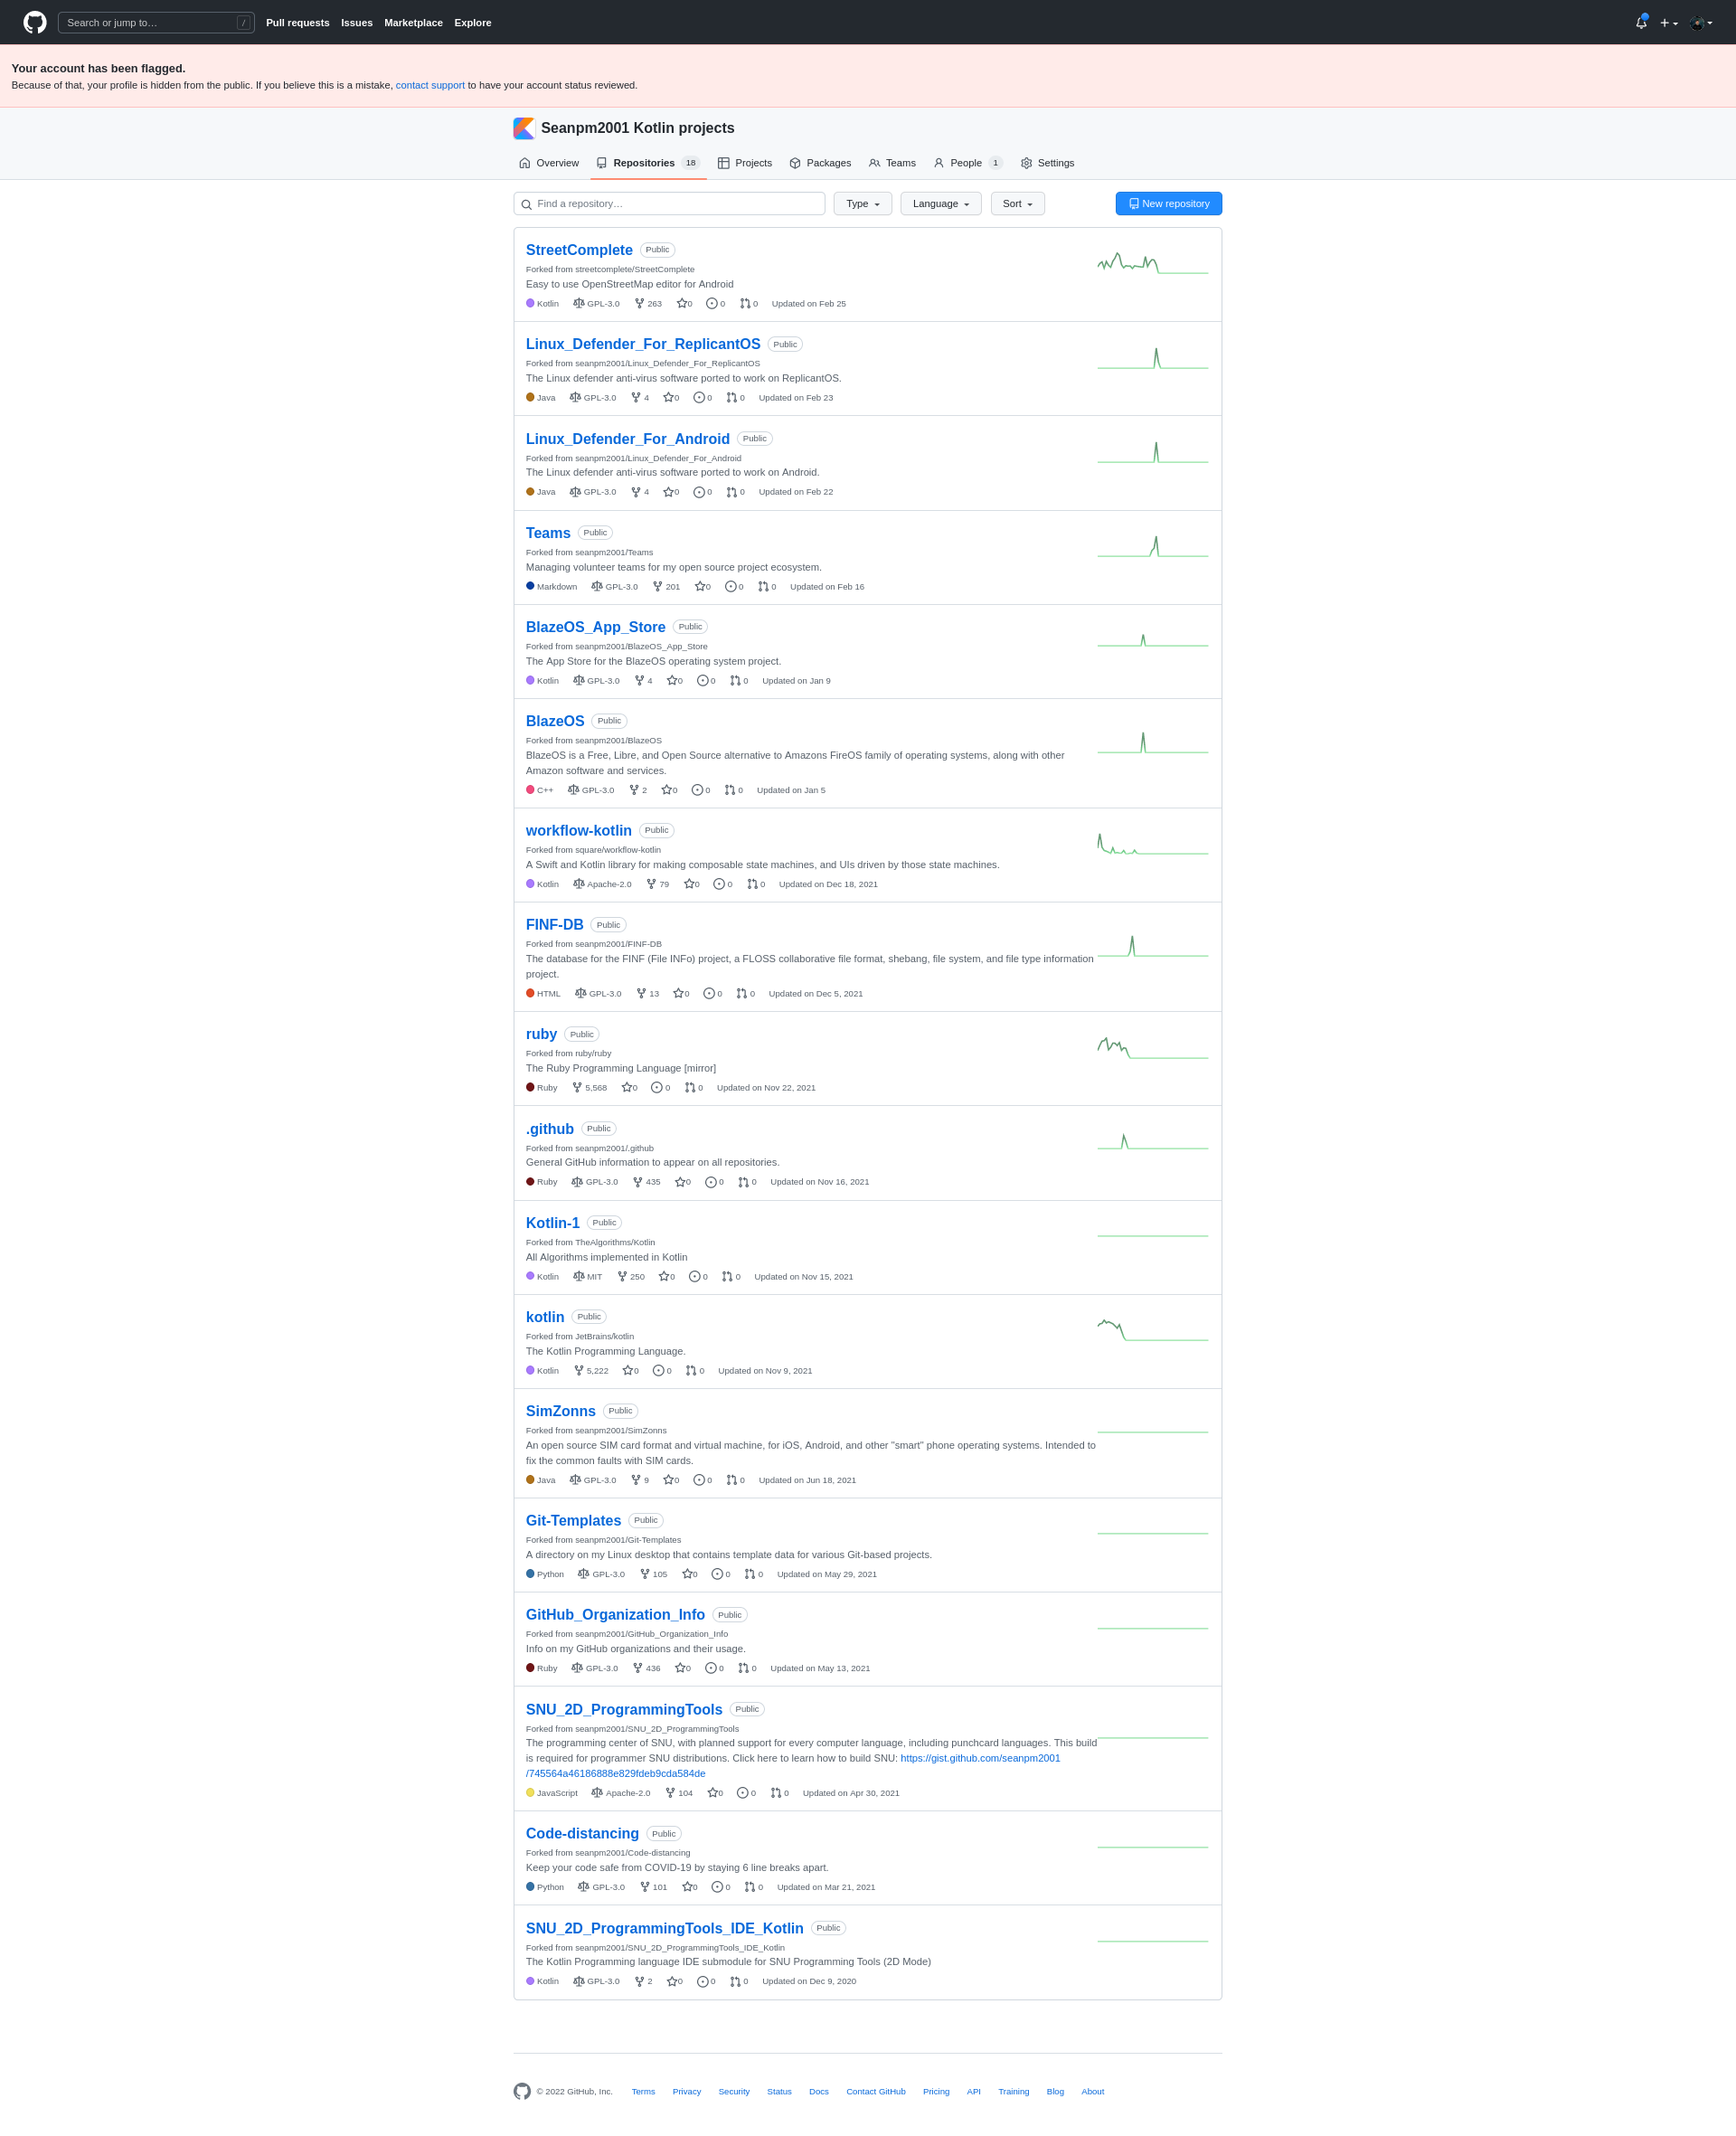 Search or jump to… /
Pull requests Issues Marketplace Explore
Your account has been flagged.
Because of that, your profile is hidden from the public. If you believe this is a mistake, contact support to have your account status reviewed.
Seanpm2001 Kotlin projects
Overview Repositories 18 Projects Packages Teams People 1 Settings
Find a repository… Type Language Sort New repository
StreetComplete Public
Forked from streetcomplete/StreetComplete
Easy to use OpenStreetMap editor for Android
Kotlin GPL-3.0 263 0 0 0 Updated on Feb 25
Linux_Defender_For_ReplicantOS Public
Forked from seanpm2001/Linux_Defender_For_ReplicantOS
The Linux defender anti-virus software ported to work on ReplicantOS.
Java GPL-3.0 4 0 0 0 Updated on Feb 23
Linux_Defender_For_Android Public
Forked from seanpm2001/Linux_Defender_For_Android
The Linux defender anti-virus software ported to work on Android.
Java GPL-3.0 4 0 0 0 Updated on Feb 22
Teams Public
Forked from seanpm2001/Teams
Managing volunteer teams for my open source project ecosystem.
Markdown GPL-3.0 201 0 0 0 Updated on Feb 16
BlazeOS_App_Store Public
Forked from seanpm2001/BlazeOS_App_Store
The App Store for the BlazeOS operating system project.
Kotlin GPL-3.0 4 0 0 0 Updated on Jan 9
BlazeOS Public
Forked from seanpm2001/BlazeOS
BlazeOS is a Free, Libre, and Open Source alternative to Amazons FireOS family of operating systems, along with other
Amazon software and services.
C++ GPL-3.0 2 0 0 0 Updated on Jan 5
workflow-kotlin Public
Forked from square/workflow-kotlin
A Swift and Kotlin library for making composable state machines, and UIs driven by those state machines.
Kotlin Apache-2.0 79 0 0 0 Updated on Dec 18, 2021
FINF-DB Public
Forked from seanpm2001/FINF-DB
The database for the FINF (File INFo) project, a FLOSS collaborative file format, shebang, file system, and file type information
project.
HTML GPL-3.0 13 0 0 0 Updated on Dec 5, 2021
ruby Public
Forked from ruby/ruby
The Ruby Programming Language [mirror]
Ruby 5,568 0 0 0 Updated on Nov 22, 2021
.github Public
Forked from seanpm2001/.github
General GitHub information to appear on all repositories.
Ruby GPL-3.0 435 0 0 0 Updated on Nov 16, 2021
Kotlin-1 Public
Forked from TheAlgorithms/Kotlin
All Algorithms implemented in Kotlin
Kotlin MIT 250 0 0 0 Updated on Nov 15, 2021
kotlin Public
Forked from JetBrains/kotlin
The Kotlin Programming Language.
Kotlin 5,222 0 0 0 Updated on Nov 9, 2021
SimZonns Public
Forked from seanpm2001/SimZonns
An open source SIM card format and virtual machine, for iOS, Android, and other "smart" phone operating systems. Intended to
fix the common faults with SIM cards.
Java GPL-3.0 9 0 0 0 Updated on Jun 18, 2021
Git-Templates Public
Forked from seanpm2001/Git-Templates
A directory on my Linux desktop that contains template data for various Git-based projects.
Python GPL-3.0 105 0 0 0 Updated on May 29, 2021
GitHub_Organization_Info Public
Forked from seanpm2001/GitHub_Organization_Info
Info on my GitHub organizations and their usage.
Ruby GPL-3.0 436 0 0 0 Updated on May 13, 2021
SNU_2D_ProgrammingTools Public
Forked from seanpm2001/SNU_2D_ProgrammingTools
The programming center of SNU, with planned support for every computer language, including punchcard languages. This build
is required for programmer SNU distributions. Click here to learn how to build SNU: https://gist.github.com/seanpm2001
/745564a46186888e829fdeb9cda584de
JavaScript Apache-2.0 104 0 0 0 Updated on Apr 30, 2021
Code-distancing Public
Forked from seanpm2001/Code-distancing
Keep your code safe from COVID-19 by staying 6 line breaks apart.
Python GPL-3.0 101 0 0 0 Updated on Mar 21, 2021
SNU_2D_ProgrammingTools_IDE_Kotlin Public
Forked from seanpm2001/SNU_2D_ProgrammingTools_IDE_Kotlin
The Kotlin Programming language IDE submodule for SNU Programming Tools (2D Mode)
Kotlin GPL-3.0 2 0 0 0 Updated on Dec 9, 2020
© 2022 GitHub, Inc. Terms Privacy Security Status Docs Contact GitHub Pricing API Training Blog About